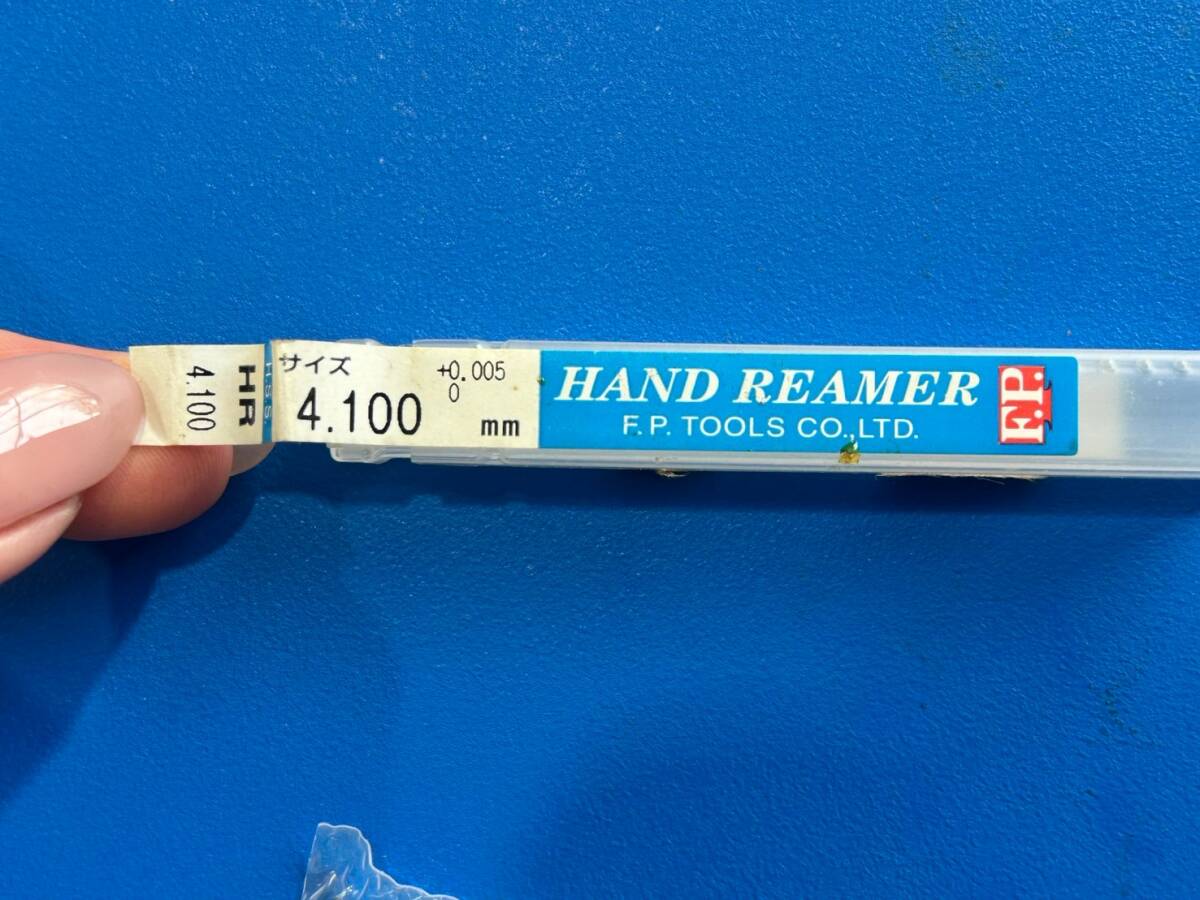 4.100
HR
HSS
サイズ
4.100
+0.005
0
mm
HAND REAMER
F.P. TOOLS CO.,LTD.
F.P.